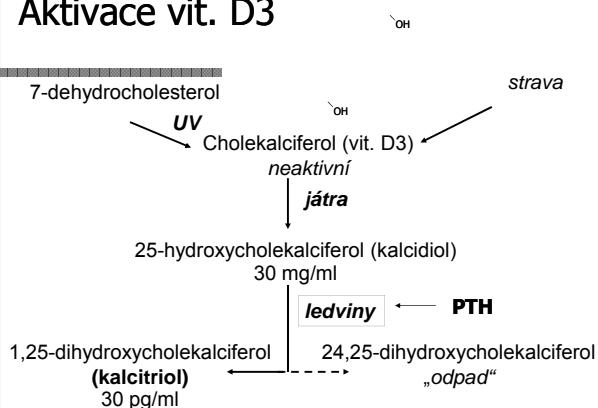 Aktivace vit. D3
OH
7-dehydrocholesterol
strava
UV
OH
Cholekalciferol (vit. D3)
neaktivní
játra
25-hydroxycholekalciferol (kalcidiol)
30 mg/ml
ledviny
PTH
1,25-dihydroxycholekalciferol
(kalcitriol)
30 pg/ml
24,25-dihydroxycholekalciferol
„odpad“